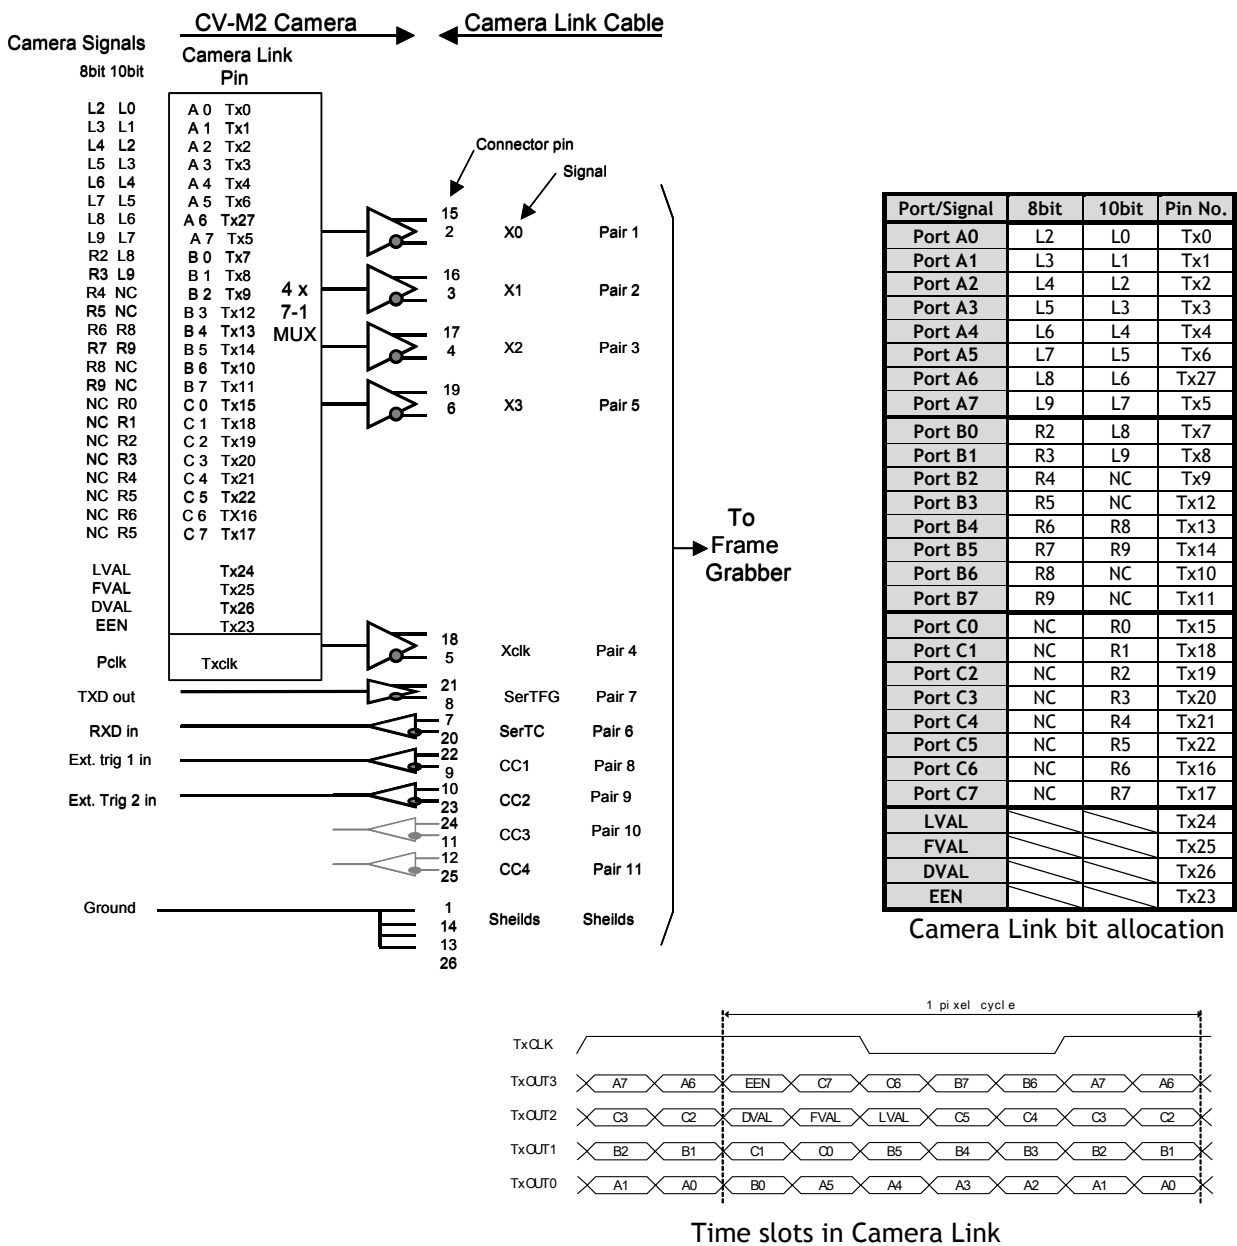 CV-M2 Camera
Camera Link Cable
Camera Signals
Camera Link
Pin
8bit 10bit
L2 L0 A 0 Tx0
L3 L1 A 1 Tx1
L4 L2 A 2 Tx2
L5 L3 A 3 Tx3
L6 L4 A 4 Tx4
L7 L5 A 5 Tx6
L8 L6 A 6 Tx27
L9 L7 A 7 Tx5
R2 L8 B 0 Tx7
R3 L9 B 1 Tx8
R4 NC B 2 Tx9
R5 NC B 3 Tx12
R6 R8 B 4 Tx13
R7 R9 B 5 Tx14
R8 NC B 6 Tx10
R9 NC B 7 Tx11
NC R0 C 0 Tx15
NC R1 C 1 Tx18
NC R2 C 2 Tx19
NC R3 C 3 Tx20
NC R4 C 4 Tx21
NC R5 C 5 Tx22
NC R6 C 6 TX16
NC R5 C 7 Tx17
LVAL Tx24
FVAL Tx25
DVAL Tx26
EEN Tx23
Pclk Txclk
4 x
7-1
MUX
Connector pin
Signal
15
2 X0 Pair 1
16
3 X1 Pair 2
17
4 X2 Pair 3
19
6 X3 Pair 5
18
5 Xclk Pair 4
TXD out 21
8 SerTFG Pair 7
RXD in 7
20 SerTC Pair 6
Ext. trig 1 in 22
9 CC1 Pair 8
Ext. Trig 2 in 10
23 CC2 Pair 9
24
11 CC3 Pair 10
12
25 CC4 Pair 11
Ground 1
14 Sheilds Sheilds
13
26
To
Frame
Grabber
Port/Signal 8bit 10bit Pin No.
Port A0 L2 L0 Tx0
Port A1 L3 L1 Tx1
Port A2 L4 L2 Tx2
Port A3 L5 L3 Tx3
Port A4 L6 L4 Tx4
Port A5 L7 L5 Tx6
Port A6 L8 L6 Tx27
Port A7 L9 L7 Tx5
Port B0 R2 L8 Tx7
Port B1 R3 L9 Tx8
Port B2 R4 NC Tx9
Port B3 R5 NC Tx12
Port B4 R6 R8 Tx13
Port B5 R7 R9 Tx14
Port B6 R8 NC Tx10
Port B7 R9 NC Tx11
Port C0 NC R0 Tx15
Port C1 NC R1 Tx18
Port C2 NC R2 Tx19
Port C3 NC R3 Tx20
Port C4 NC R4 Tx21
Port C5 NC R5 Tx22
Port C6 NC R6 Tx16
Port C7 NC R7 Tx17
LVAL Tx24
FVAL Tx25
DVAL Tx26
EEN Tx23
Camera Link bit allocation
1 pixel cycle
TxCLK
TxOUT3 A7 A6 EEN C7 C6 B7 B6 A7 A6
TxOUT2 C3 C2 DVAL FVAL LVAL C5 C4 C3 C2
TxOUT1 B2 B1 C1 C0 B5 B4 B3 B2 B1
TxOUT0 A1 A0 B0 A5 A4 A3 A2 A1 A0
Time slots in Camera Link